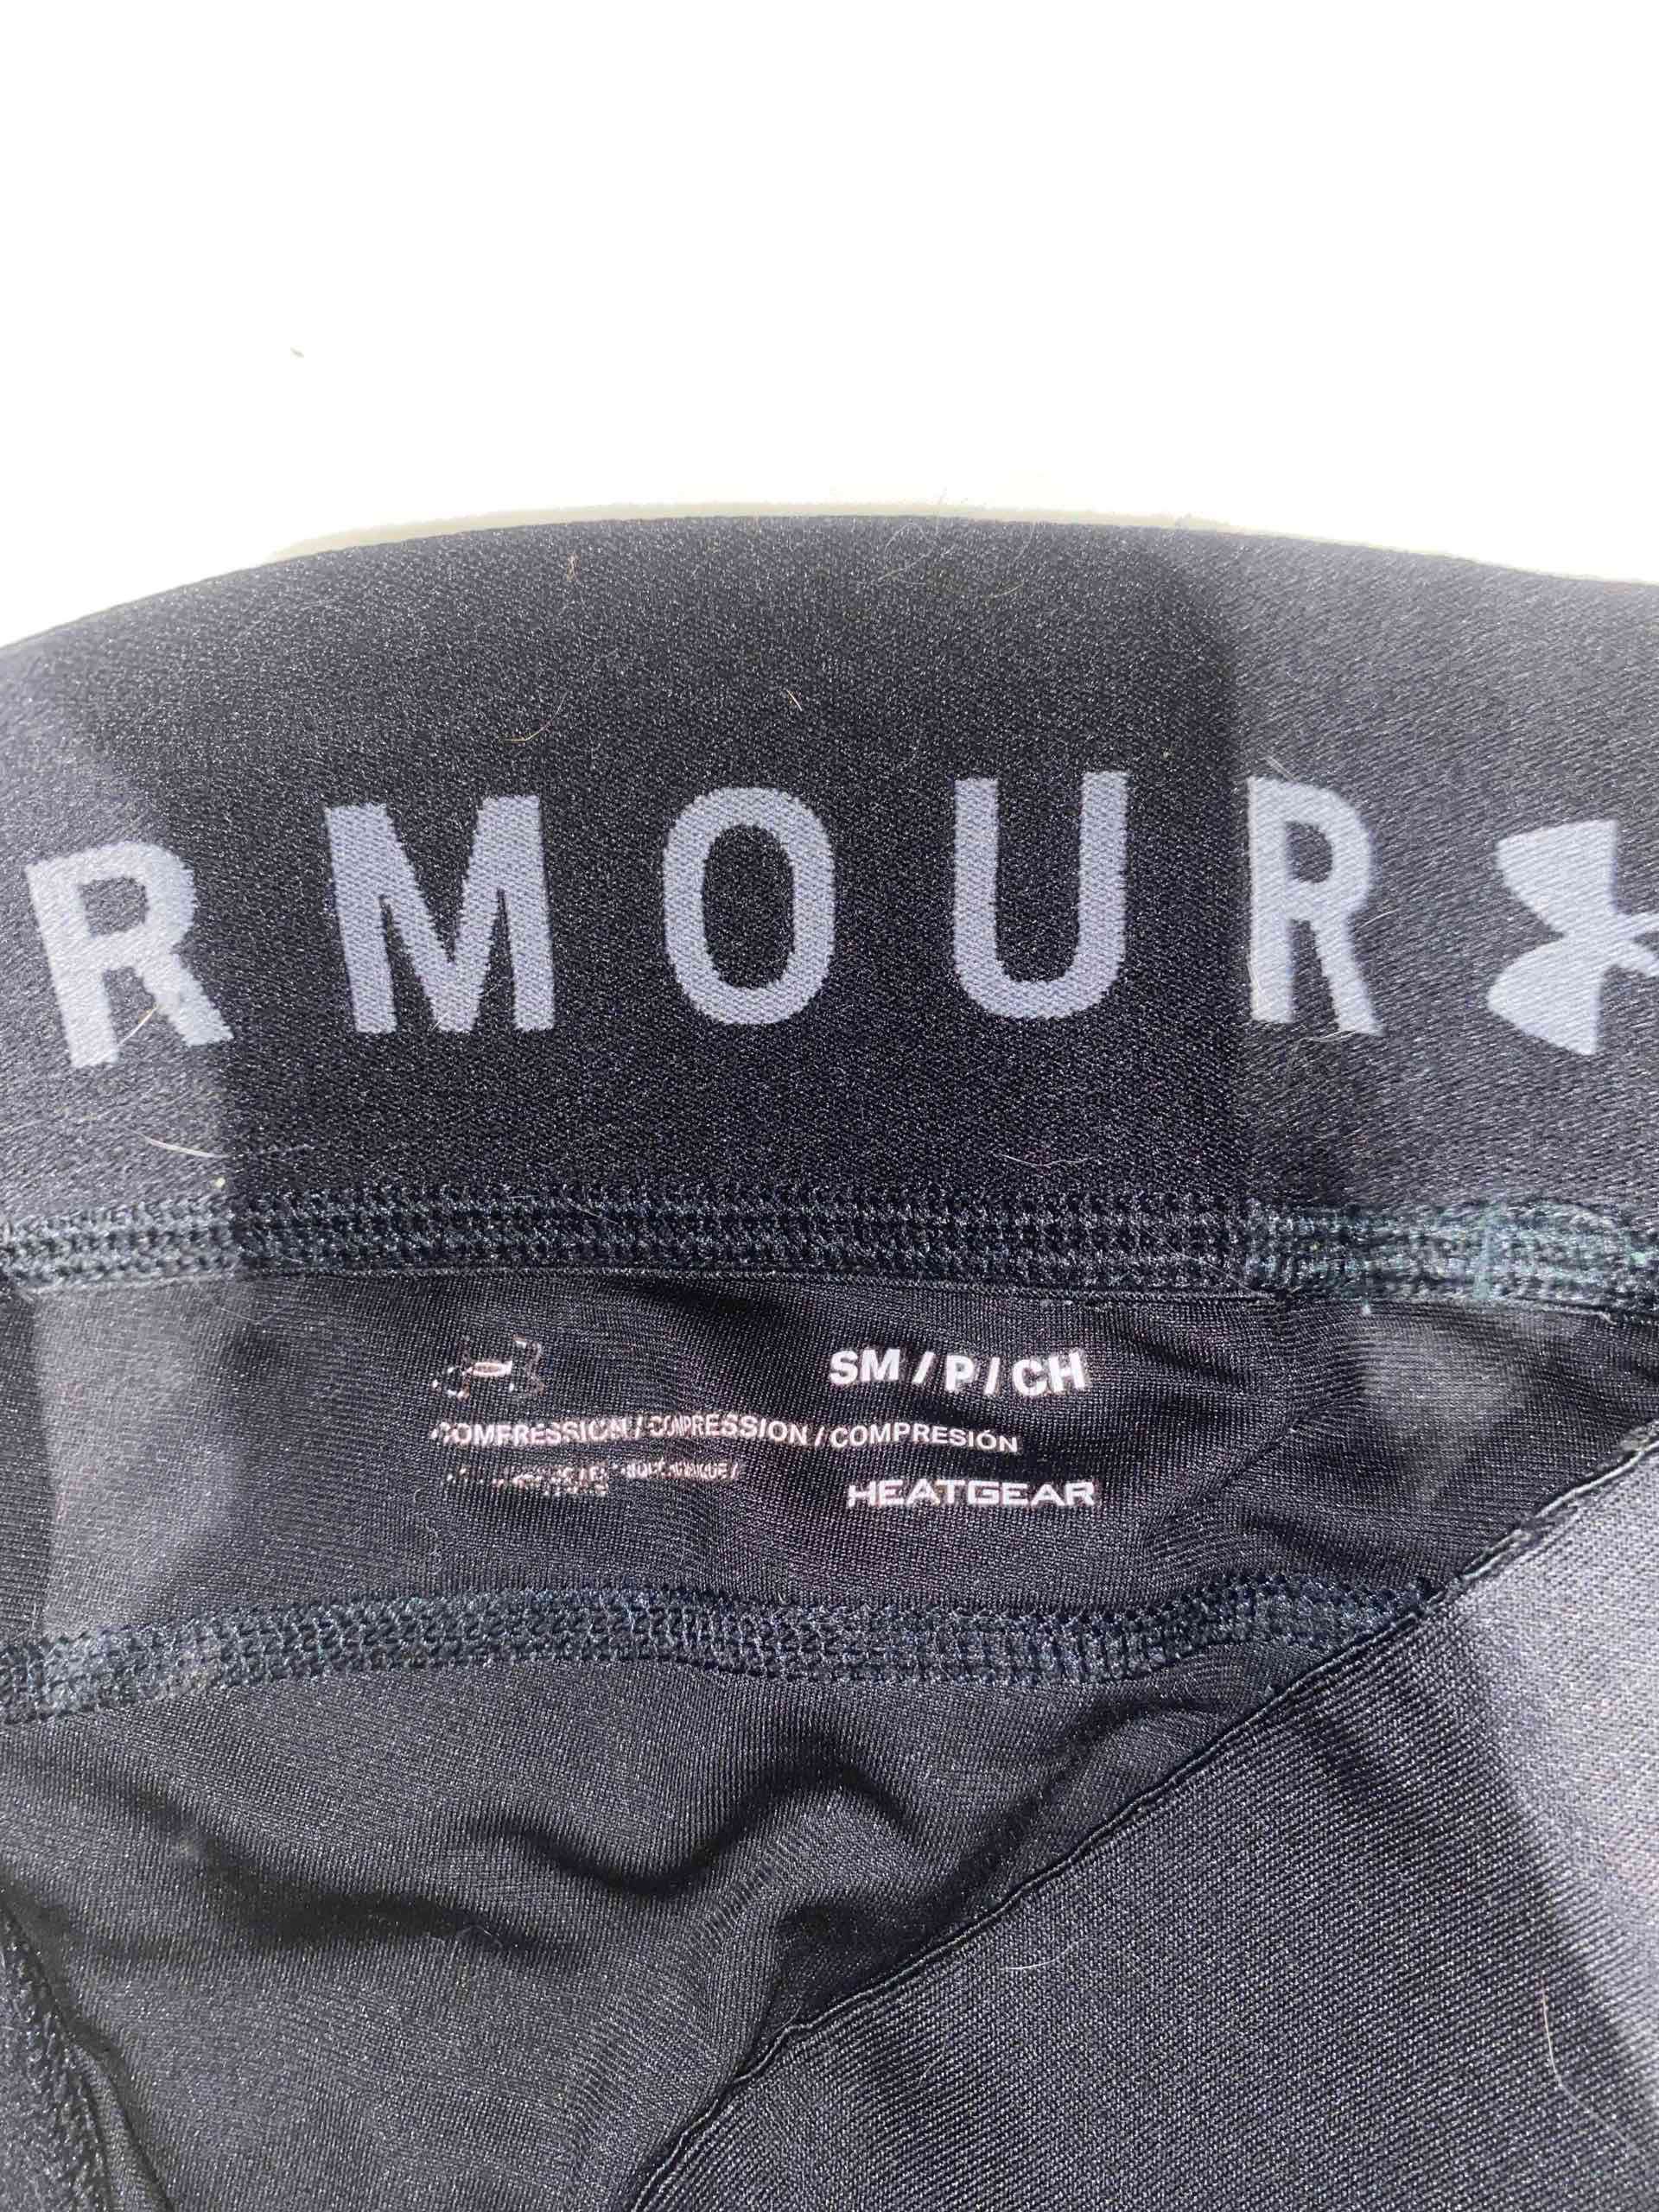 RMOUR
SM / P / CH
COMPRESSION / COMPRESSION / COMPRESIÓN
HEATGEAR